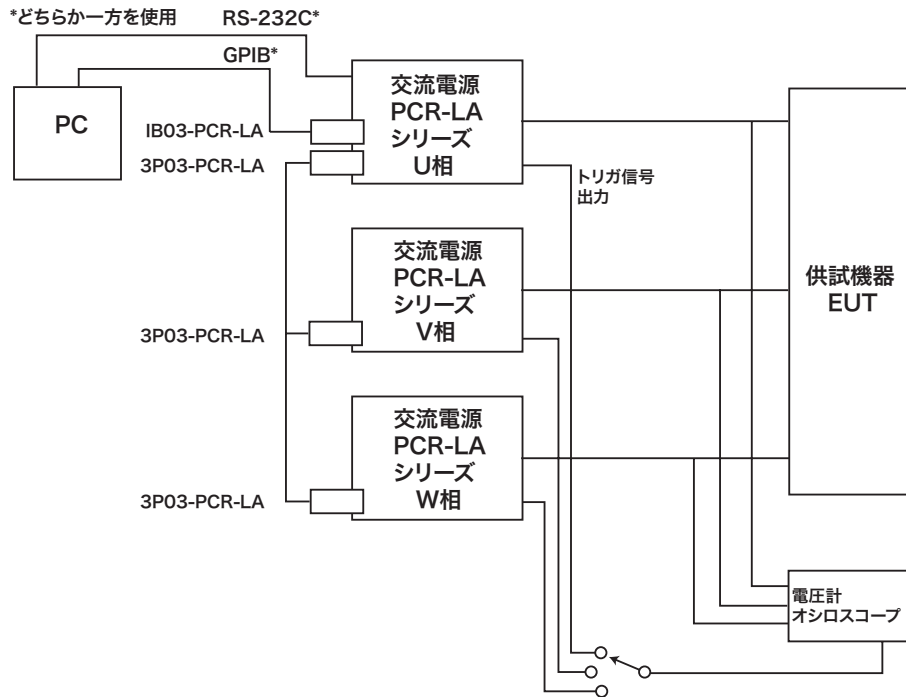 *どちらか一方を使用
RS-232C*
GPIB*
PC
IB03-PCR-LA
3P03-PCR-LA
交流電源
PCR-LA
シリーズ
U相
トリガ信号
出力
3P03-PCR-LA
交流電源
PCR-LA
シリーズ
V相
供試機器
EUT
3P03-PCR-LA
交流電源
PCR-LA
シリーズ
W相
電圧計
オシロスコープ